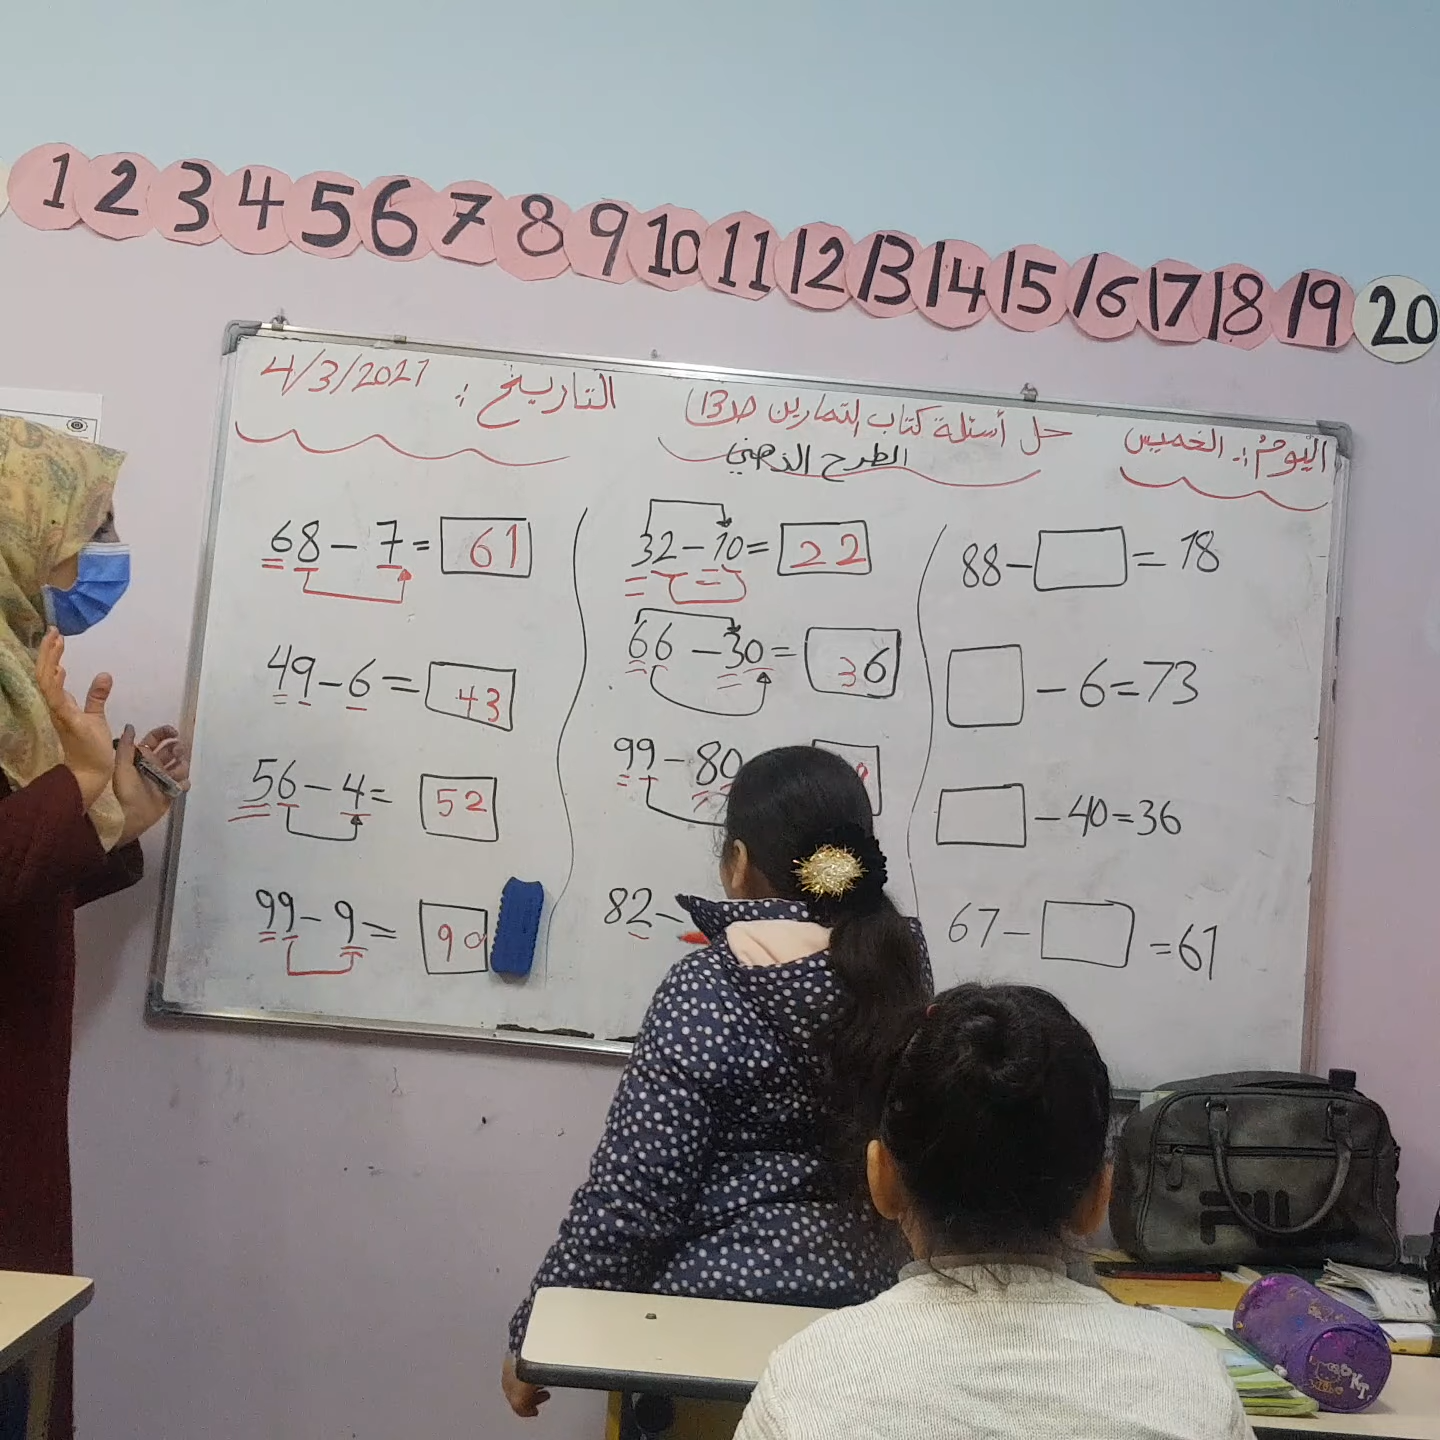 1 2 3 4 5 6 7 8 9 10 11 12 13 14 15 16 17 18 19 20
اليوم: الخميس
حل أسئلة كتاب التمارين ص13
التاريخ: 4/3/2021
الطرح الذهني
68 - 7 = 61
49 - 6 = 43
56 - 4 = 52
99 - 9 = 90
32 - 10 = 22
66 - 30 = 36
99 - 80
82 -
88 - = 18
- 6 = 73
- 40 = 36
67 - = 61
FILA